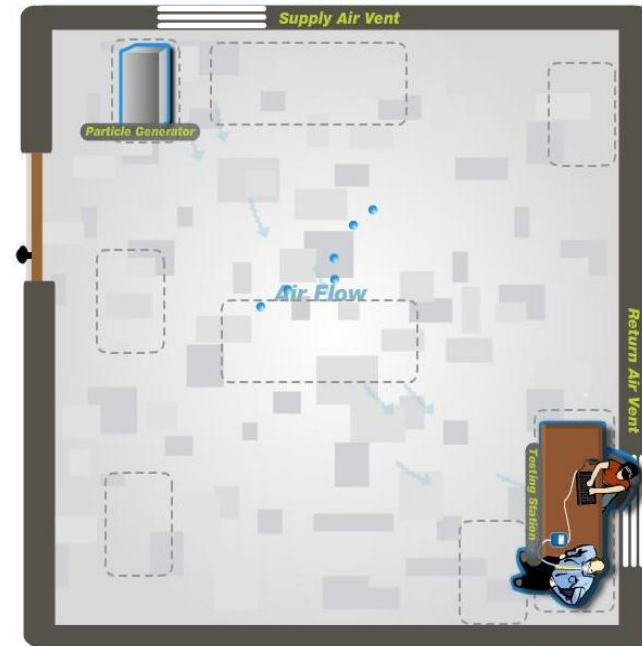 Supply Air Vent
Particle Generator
Air Flow
Return Air Vent
Testing Station